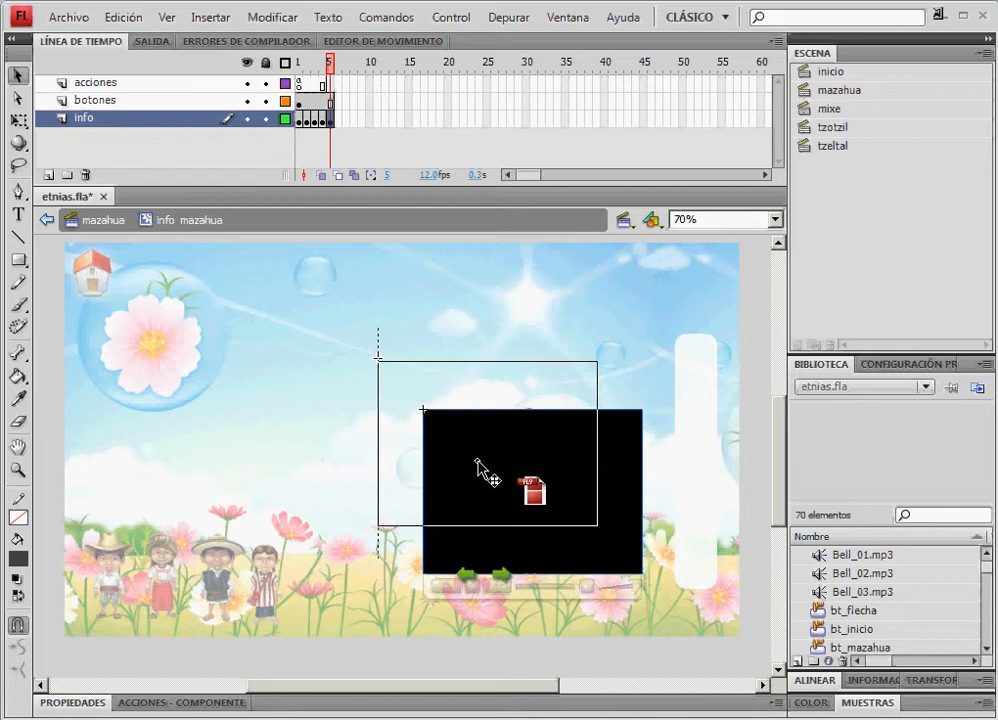 Fl Archivo Edición Ver Insertar Modificar Texto Comandos Control Depurar Ventana Ayuda CLÁSICO
LÍNEA DE TIEMPO SALIDA ERRORES DE COMPILADOR EDITOR DE MOVIMIENTO
1 5 10 15 20 25 30 35 40 45 50 55 60
acciones
botones
info
5 12.0fps 0.3s
etnias.fla*
mazahua info mazahua 70%
FLV
PROPIEDADES ACCIONES - COMPONENTE
ESCENA
inicio
mazahua
mixe
tzotzil
tzeltal
BIBLIOTECA CONFIGURACIÓN PR
etnias.fla
70 elementos
Nombre
Bell_01.mp3
Bell_02.mp3
Bell_03.mp3
bt_flecha
bt_inicio
bt_mazahua
ALINEAR INFORMAC TRANSFOR
COLOR MUESTRAS